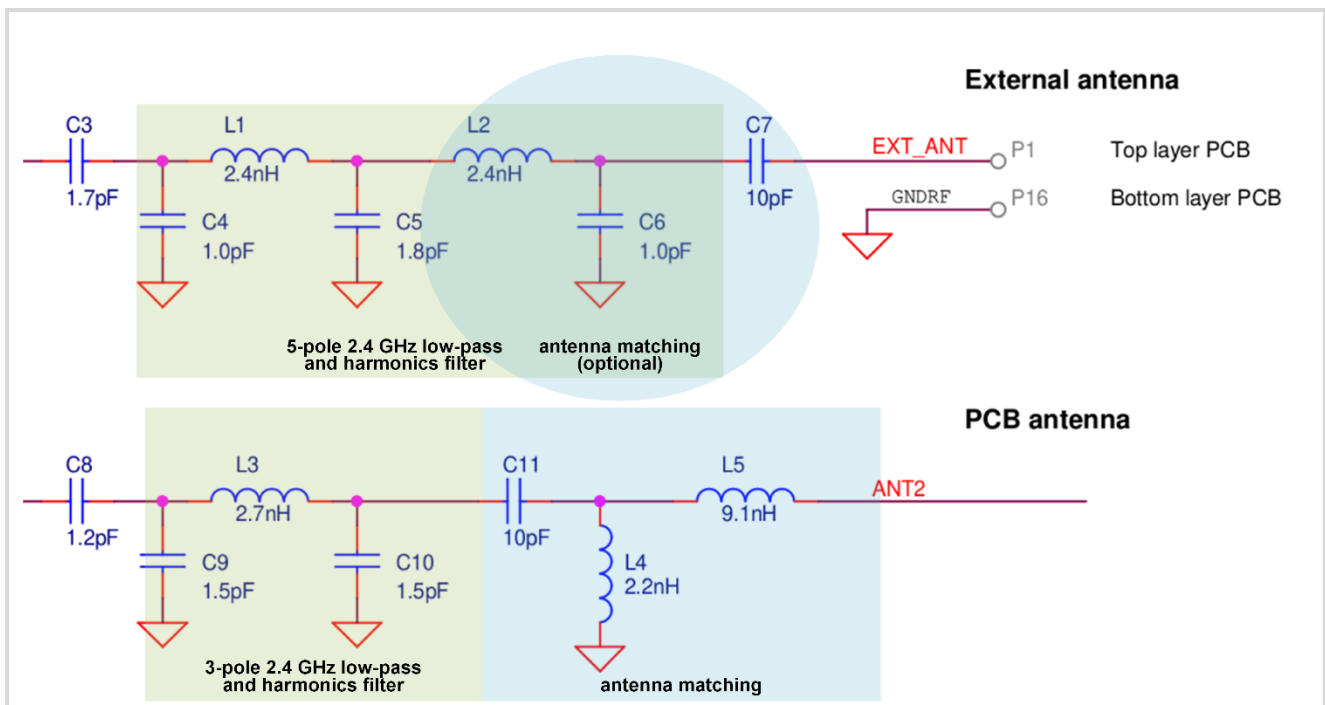 External antenna
C3
L1
L2
C7
EXT_ANT
P1
Top layer PCB
2.4nH
2.4nH
1.7pF
10pF
GNDRF
P16
Bottom layer PCB
C4
C5
C6
1.0pF
1.8pF
1.0pF
5-pole 2.4 GHz low-pass
and harmonics filter
antenna matching
(optional)
PCB antenna
C8
L3
C11
L5
ANT2
2.7nH
9.1nH
1.2pF
10pF
C9
C10
L4
1.5pF
1.5pF
2.2nH
3-pole 2.4 GHz low-pass
and harmonics filter
antenna matching